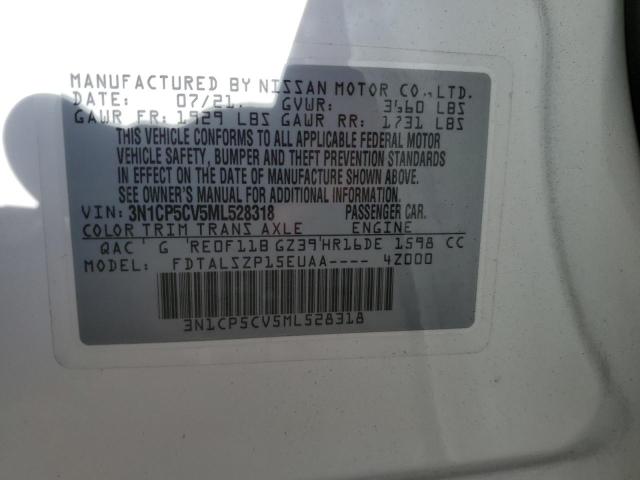 MANUFACTURED BY NISSAN MOTOR CO., LTD.
DATE: 07/21. GVWR: 3660 LBS
GAWR FR: 1929 LBS GAWR RR: 1731 LBS
THIS VEHICLE CONFORMS TO ALL APPLICABLE FEDERAL MOTOR
VEHICLE SAFETY, BUMPER AND THEFT PREVENTION STANDARDS
IN EFFECT ON THE DATE OF MANUFACTURE SHOWN ABOVE.
SEE OWNER'S MANUAL FOR ADDITIONAL INFORMATION.
VIN: 3N1CP5CV5ML528318 PASSENGER CAR.
COLOR TRIM TRANS AXLE ENGINE
QAC G RE0F11B GZ39 HR16DE 1598 CC
MODEL: FDTALSZP15EUAA---- 4Z000
3N1CP5CV5ML528318